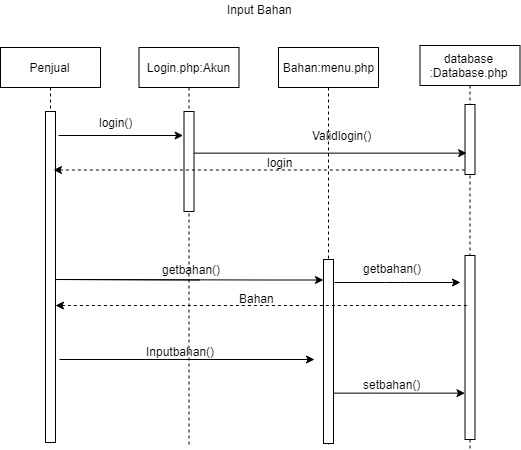 Input Bahan
Penjual
Login.php:Akun
Bahan:menu.php
database
:Database.php
login()
Validlogin()
login
getbahan()
getbahan()
Bahan
Inputbahan()
setbahan()